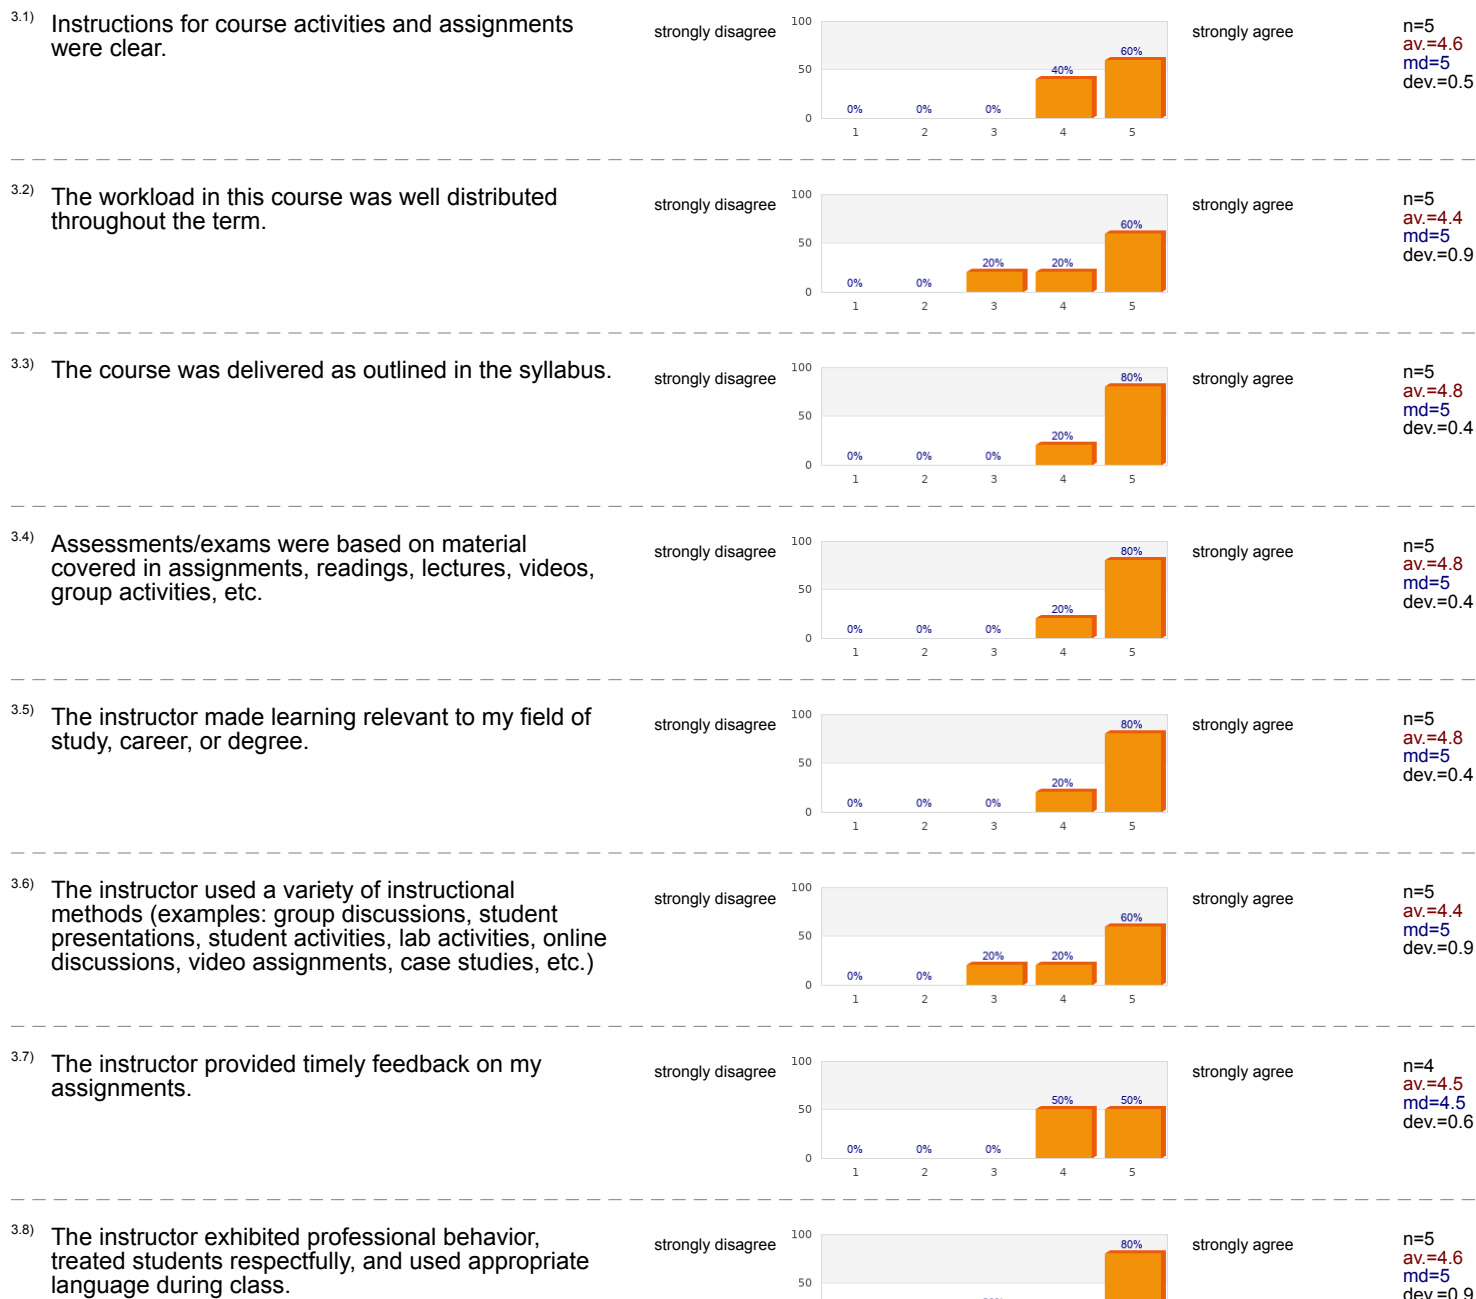 3.1) Instructions for course activities and assignments
were clear.
strongly disagree
100
50
0
0%
0%
0%
40%
60%
1 2 3 4 5
strongly agree
n=5
av.=4.6
md=5
dev.=0.5
3.2) The workload in this course was well distributed
throughout the term.
strongly disagree
100
50
0
0%
0%
20%
20%
60%
1 2 3 4 5
strongly agree
n=5
av.=4.4
md=5
dev.=0.9
3.3) The course was delivered as outlined in the syllabus.
strongly disagree
100
50
0
0%
0%
0%
20%
80%
1 2 3 4 5
strongly agree
n=5
av.=4.8
md=5
dev.=0.4
3.4) Assessments/exams were based on material
covered in assignments, readings, lectures, videos,
group activities, etc.
strongly disagree
100
50
0
0%
0%
0%
20%
80%
1 2 3 4 5
strongly agree
n=5
av.=4.8
md=5
dev.=0.4
3.5) The instructor made learning relevant to my field of
study, career, or degree.
strongly disagree
100
50
0
0%
0%
0%
20%
80%
1 2 3 4 5
strongly agree
n=5
av.=4.8
md=5
dev.=0.4
3.6) The instructor used a variety of instructional
methods (examples: group discussions, student
presentations, student activities, lab activities, online
discussions, video assignments, case studies, etc.)
strongly disagree
100
50
0
0%
0%
20%
20%
60%
1 2 3 4 5
strongly agree
n=5
av.=4.4
md=5
dev.=0.9
3.7) The instructor provided timely feedback on my
assignments.
strongly disagree
100
50
0
0%
0%
0%
50%
50%
1 2 3 4 5
strongly agree
n=4
av.=4.5
md=4.5
dev.=0.6
3.8) The instructor exhibited professional behavior,
treated students respectfully, and used appropriate
language during class.
strongly disagree
100
50
80%
strongly agree
n=5
av.=4.6
md=5
dev.=0.9